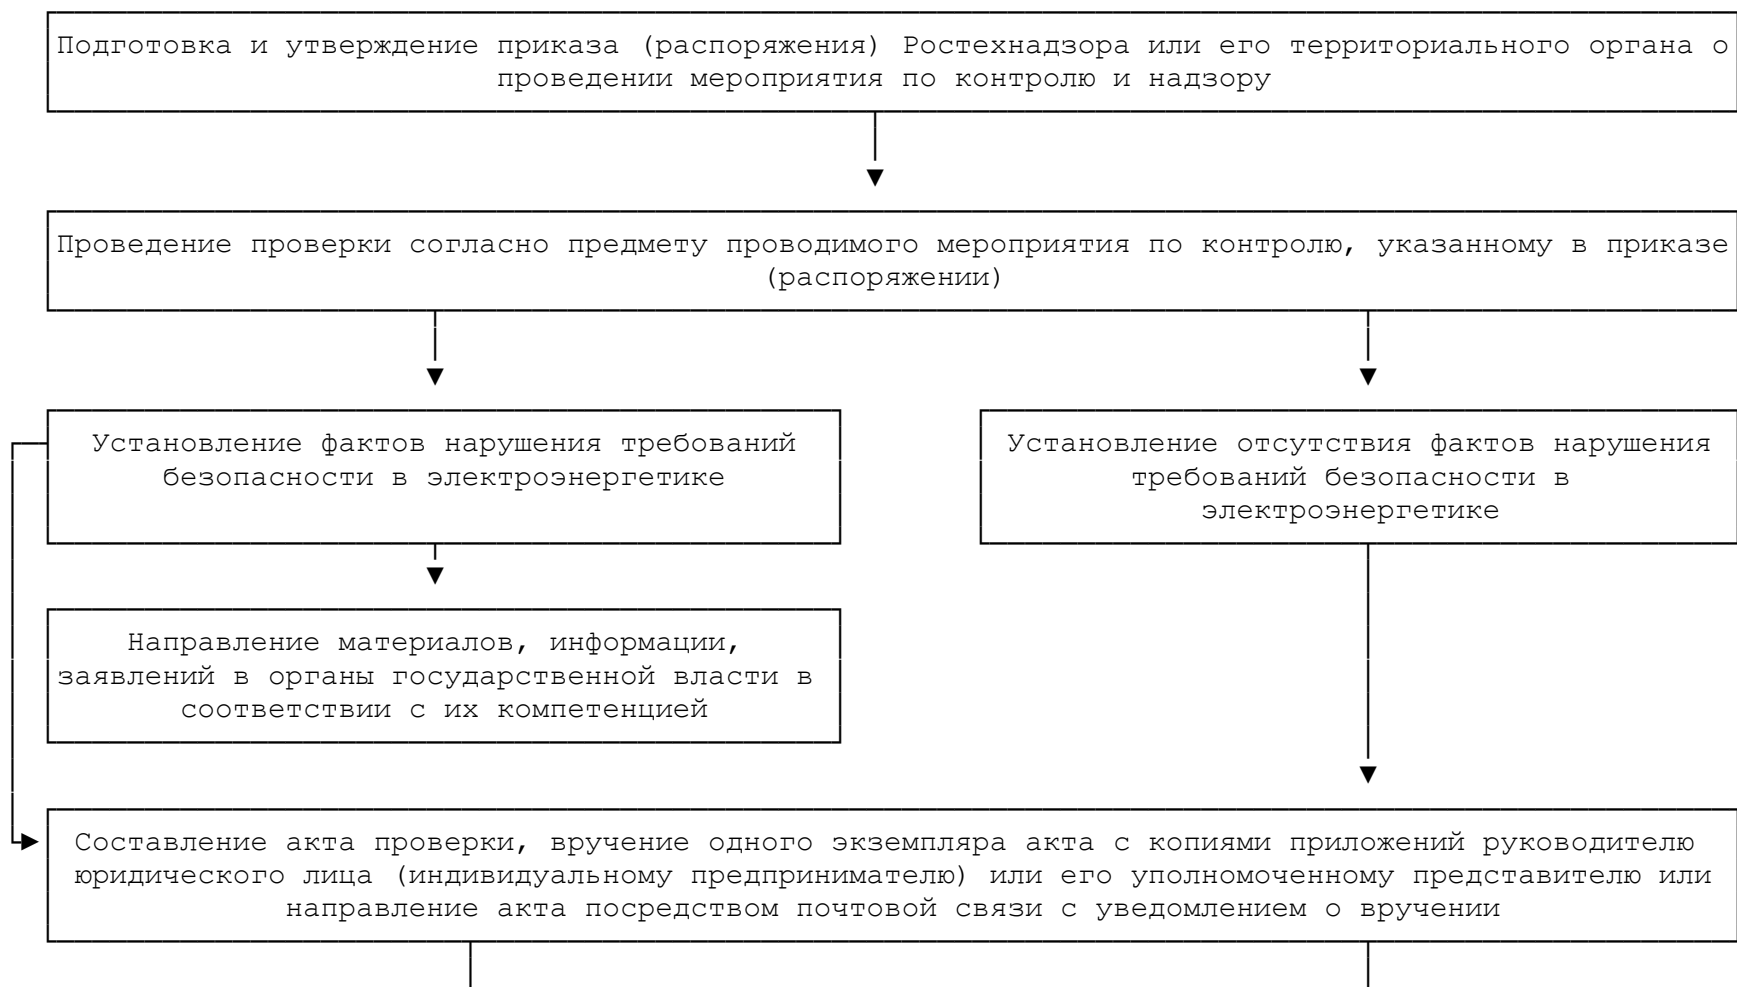 Подготовка и утверждение приказа (распоряжения) Ростехнадзора или его территориального органа о
проведении мероприятия по контролю и надзору
Проведение проверки согласно предмету проводимого мероприятия по контролю, указанному в приказе
(распоряжении)
Установление фактов нарушения требований
безопасности в электроэнергетике
Установление отсутствия фактов нарушения
требований безопасности в
электроэнергетике
Направление материалов, информации,
заявлений в органы государственной власти в
соответствии с их компетенцией
Составление акта проверки, вручение одного экземпляра акта с копиями приложений руководителю
юридического лица (индивидуальному предпринимателю) или его уполномоченному представителю или
направление акта посредством почтовой связи с уведомлением о вручении